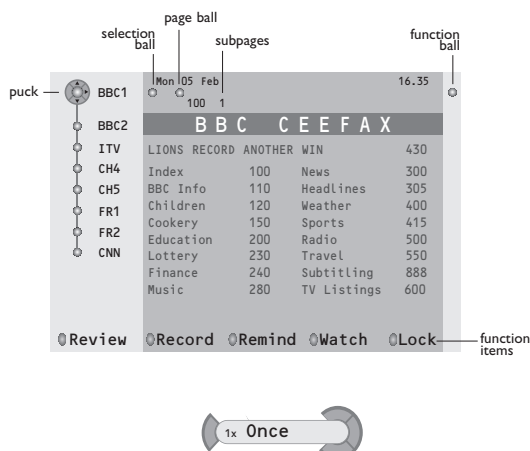 page ball
selection ball
subpages
function ball
puck
BBC1
Mon 05 Feb 16.35
100 1
BBC2
BBC CEEFAX
ITV
LIONS RECORD ANOTHER WIN 430
CH4
Index 100 News 300
CH5
BBC Info 110 Headlines 305
FR1
Children 120 Weather 400
Cookery 150 Sports 415
FR2
Education 200 Radio 500
CNN
Lottery 230 Travel 550
Finance 240 Subtitling 888
Music 280 TV Listings 600
Review Record Remind Watch Lock
function items
1x Once